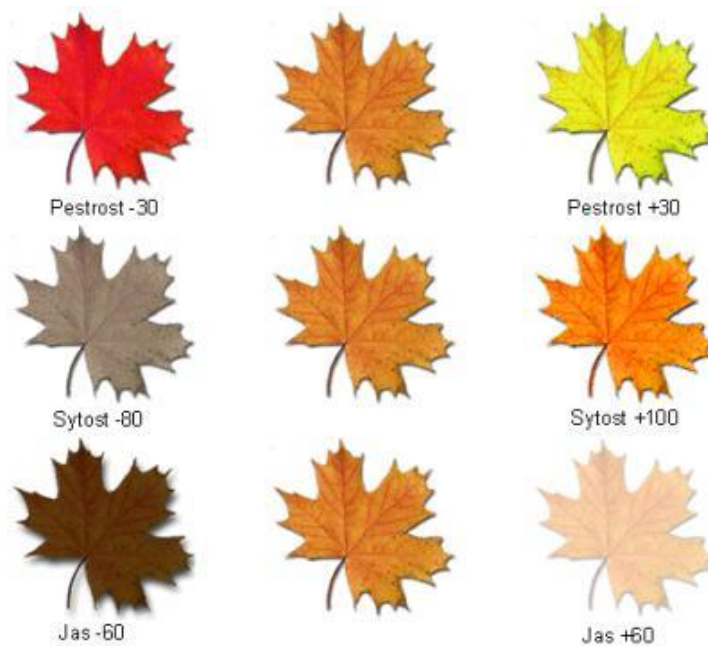 Pestrost -30
Pestrost +30
Sytost -80
Sytost +100
Jas -60
Jas +60